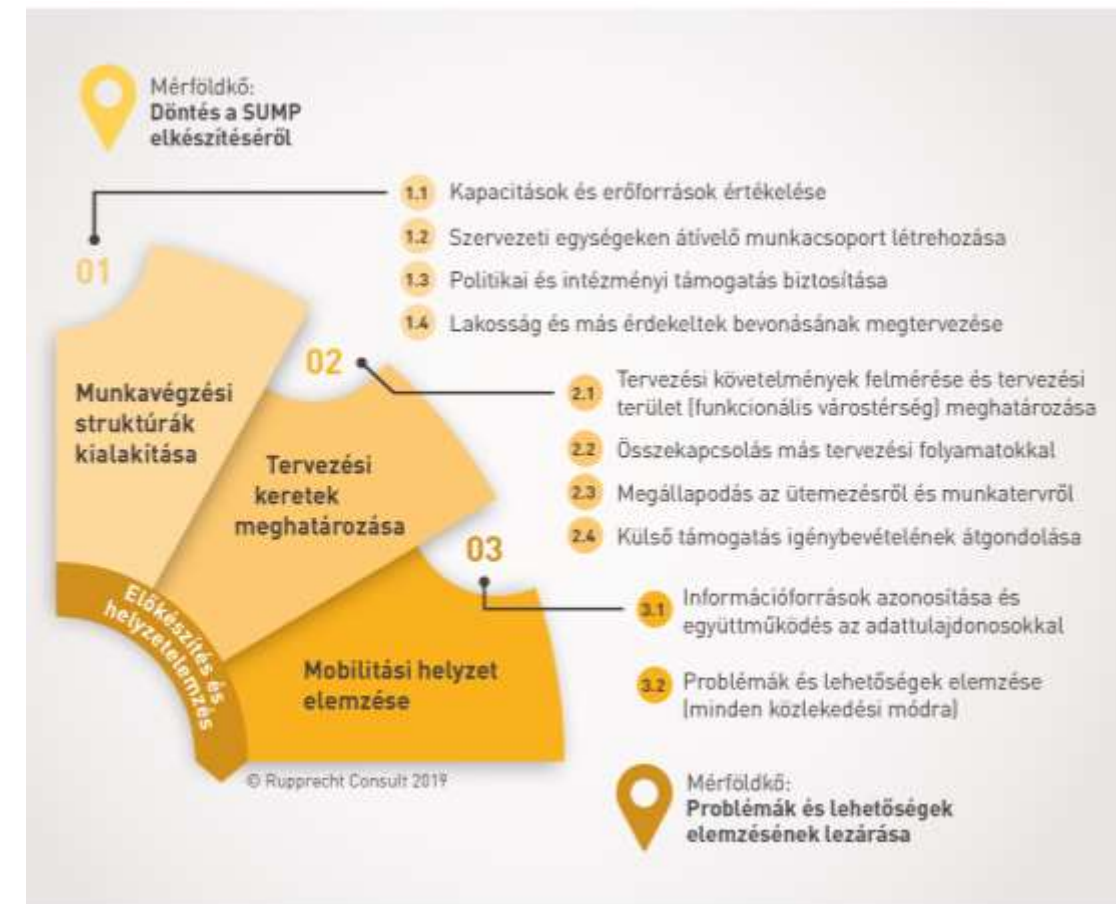 Mérföldkő:
Döntés a SUMP
elkészítéséről
1.1 Kapacitások és erőforrások értékelése
1.2 Szervezeti egységeken átívelő munkacsoport létrehozása
1.3 Politikai és intézményi támogatás biztosítása
1.4 Lakosság és más érdekeltek bevonásának megtervezése
01
Munkavégzési
struktúrák
kialakítása
02
2.1 Tervezési követelmények felmérése és tervezési
terület (funkcionális várostérség) meghatározása
2.2 Összekapcsolás más tervezési folyamatokkal
2.3 Megállapodás az ütemezésről és munkatervről
2.4 Külső támogatás igénybevételének átgondolása
Tervezési
keretek
meghatározása
03
3.1 Információforrások azonosítása és
együttműködés az adattulajdonosokkal
3.2 Problémák és lehetőségek elemzése
(minden közlekedési módra)
Mobilitási helyzet
elemzése
Előkészítés és
helyzetelemzés
© Rupprecht Consult 2019
Mérföldkő:
Problémák és lehetőségek
elemzésének lezárása